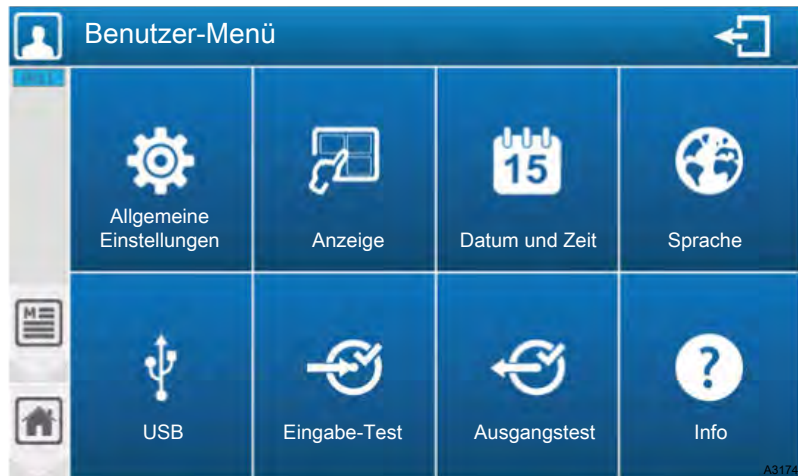 Benutzer-Menü
15
Allgemeine
Einstellungen
Anzeige
Datum und Zeit
Sprache
M
?
USB
Eingabe-Test
Ausgangstest
Info
A3174